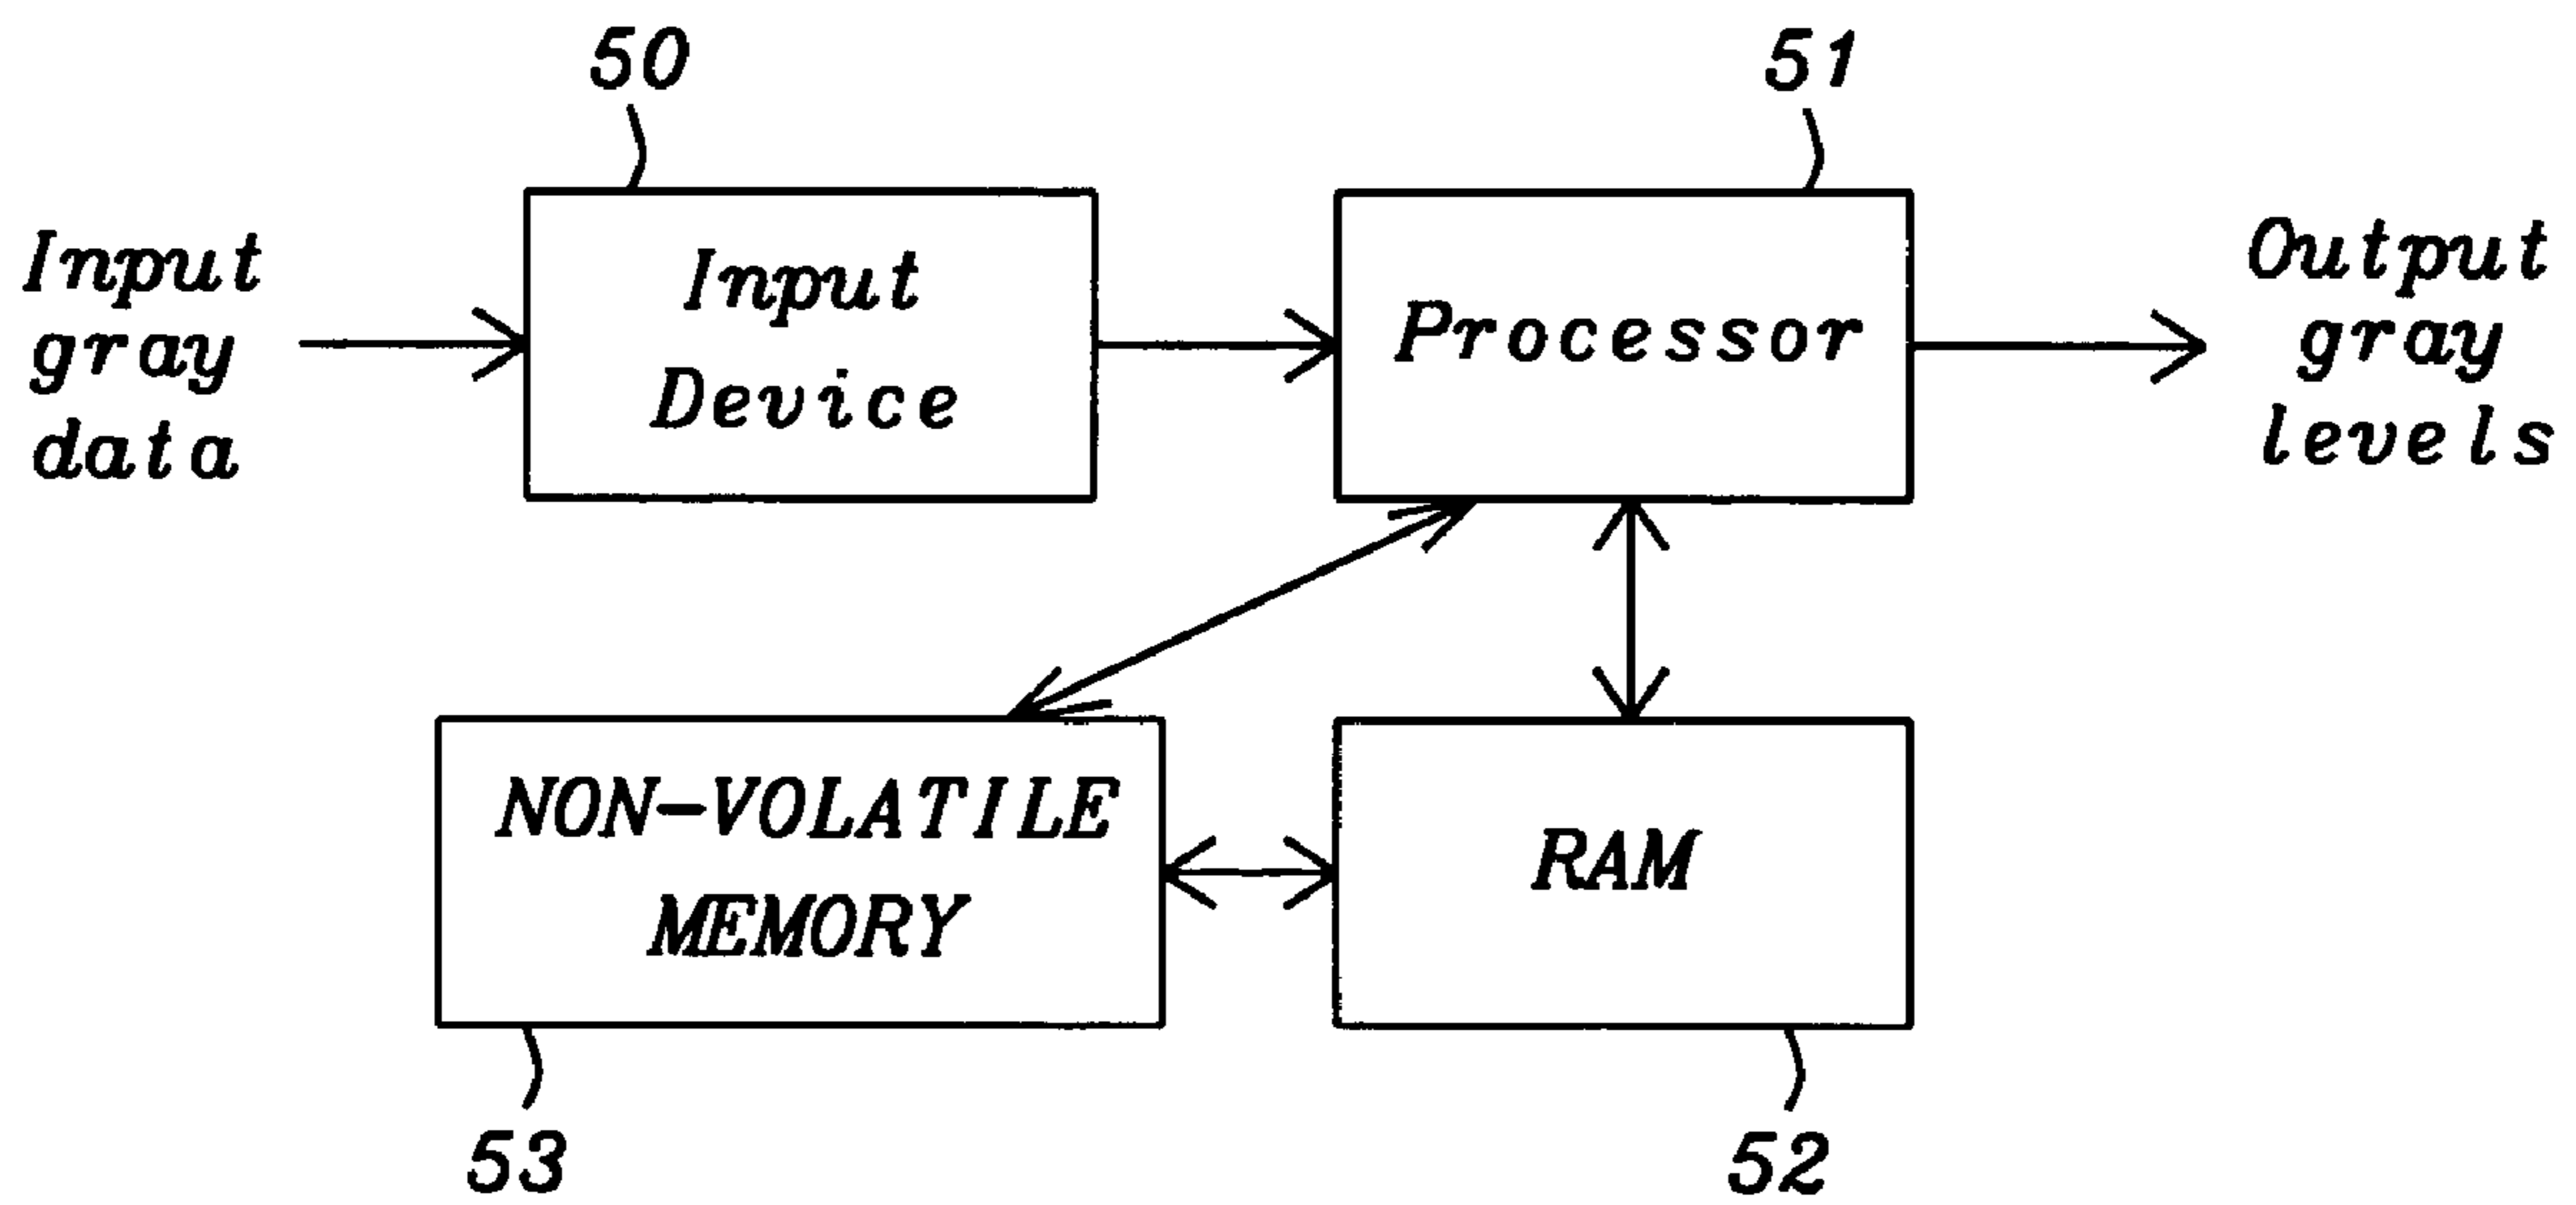 50
51
Input
gray
data
Input
Device
Processor
Output
gray
levels
NON-VOLATILE
MEMORY
RAM
53
52